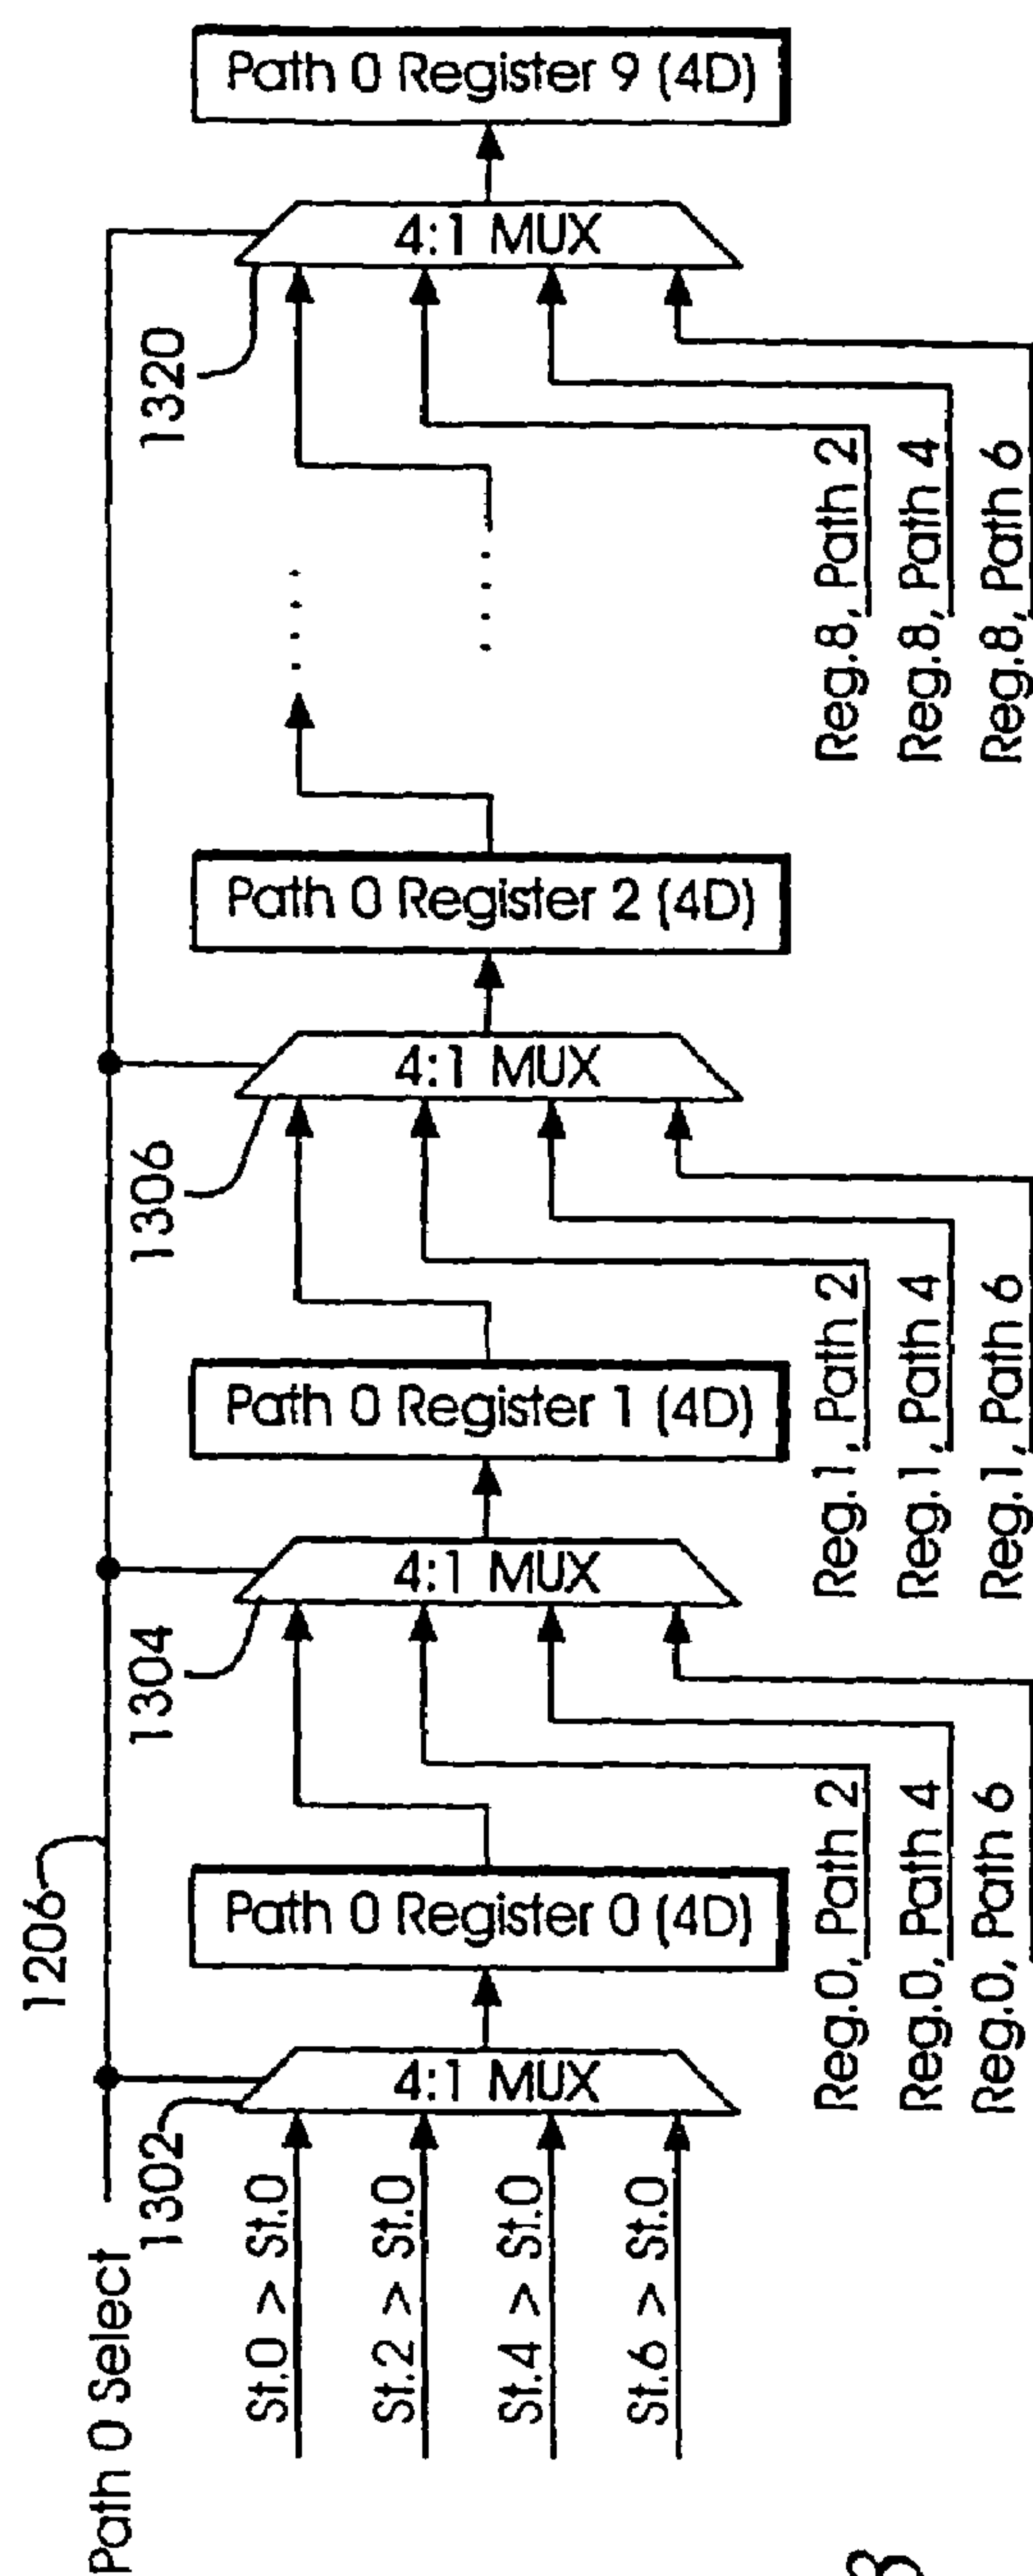 Path 0 Select
1206
1302
1304
1306
1320
St.0 > St.0
St.2 > St.0
St.4 > St.0
St.6 > St.0
4:1 MUX
Path 0 Register 0 (4D)
Reg.0, Path 2
Reg.0, Path 4
Reg.0, Path 6
4:1 MUX
Path 0 Register 1 (4D)
Reg.1, Path 2
Reg.1, Path 4
Reg.1, Path 6
4:1 MUX
Path 0 Register 2 (4D)
Reg.8, Path 2
Reg.8, Path 4
Reg.8, Path 6
4:1 MUX
Path 0 Register 9 (4D)